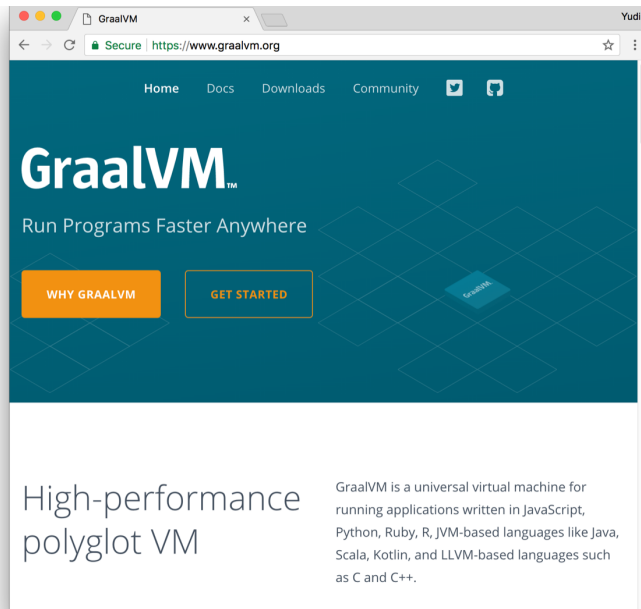 GraalVM
Yudi
Secure https://www.graalvm.org
Home Docs Downloads Community
GraalVM™
Run Programs Faster Anywhere
WHY GRAALVM GET STARTED
GraalVM.
High-performance
polyglot VM
GraalVM is a universal virtual machine for
running applications written in JavaScript,
Python, Ruby, R, JVM-based languages like Java,
Scala, Kotlin, and LLVM-based languages such
as C and C++.